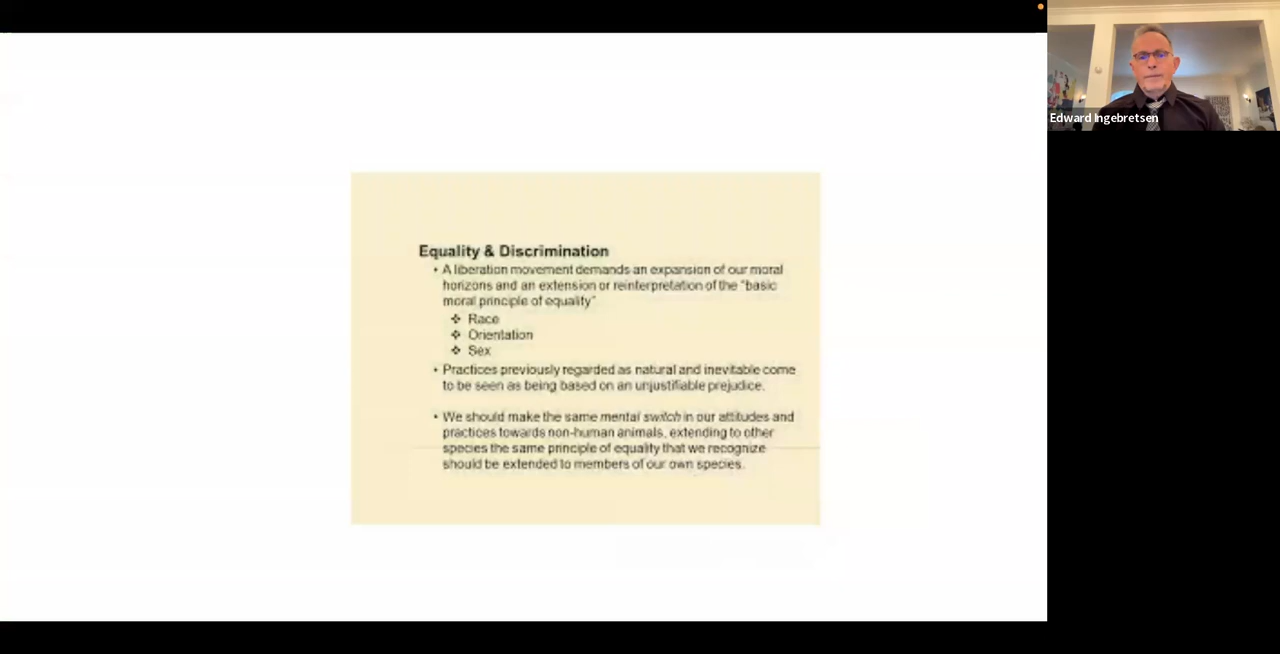 Equality & Discrimination
• A liberation movement demands an expansion of our moral
horizons and an extension or reinterpretation of the "basic
moral principle of equality"
❖ Race
❖ Orientation
❖ Sex
• Practices previously regarded as natural and inevitable come
to be seen as being based on an unjustifiable prejudice.
• We should make the same mental switch in our attitudes and
practices towards non-human animals, extending to other
species the same principle of equality that we recognize
should be extended to members of our own species.
Edward Ingebretsen